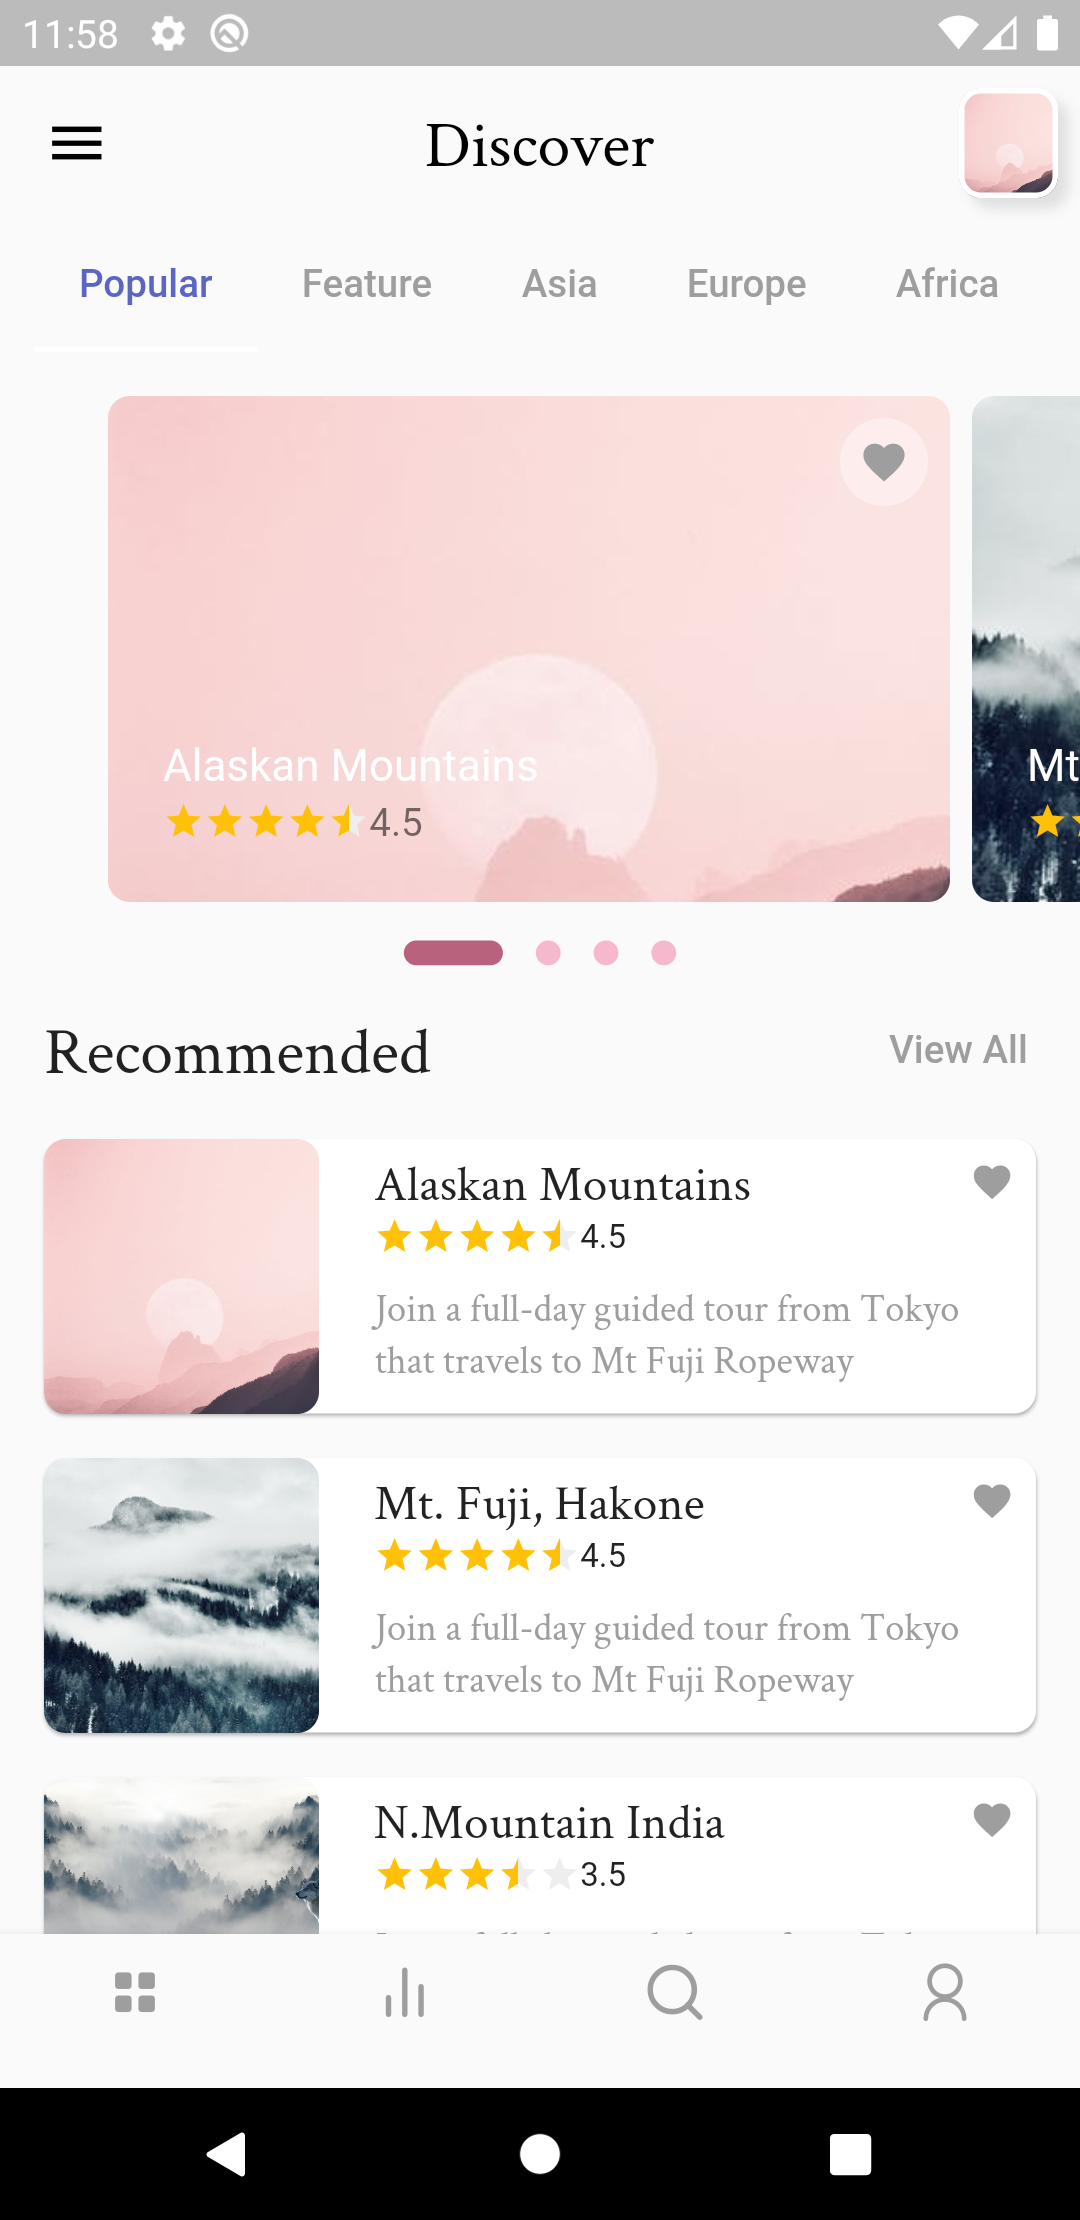 11:58
Discover
Popular Feature Asia Europe Africa
Alaskan Mountains
4.5
Mt
Recommended
View All
Alaskan Mountains
4.5
Join a full-day guided tour from Tokyo
that travels to Mt Fuji Ropeway
Mt. Fuji, Hakone
4.5
Join a full-day guided tour from Tokyo
that travels to Mt Fuji Ropeway
N.Mountain India
3.5